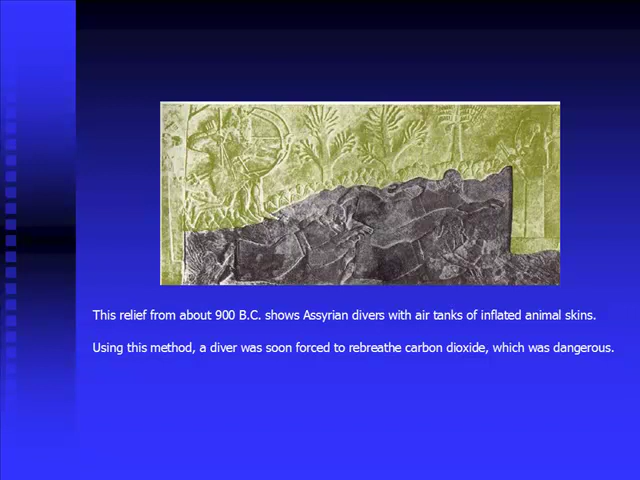 This relief from about 900 B.C. shows Assyrian divers with air tanks of inflated animal skins.
Using this method, a diver was soon forced to rebreathe carbon dioxide, which was dangerous.